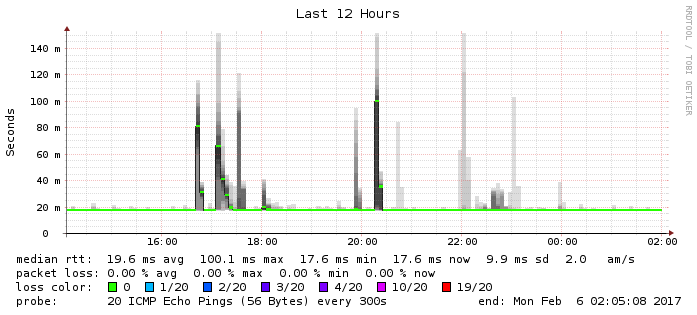 Last 12 Hours
RRDTOOL / TOBI OETIKER
Seconds
140 m
120 m
100 m
80 m
60 m
40 m
20 m
0
16:00 18:00 20:00 22:00 00:00 02:00
median rtt: 19.6 ms avg 100.1 ms max 17.6 ms min 17.6 ms now 9.9 ms sd 2.0 am/s
packet loss: 0.00 % avg 0.00 % max 0.00 % min 0.00 % now
loss color: 0 1/20 2/20 3/20 4/20 10/20 19/20
probe: 20 ICMP Echo Pings (56 Bytes) every 300s end: Mon Feb 6 02:05:08 2017